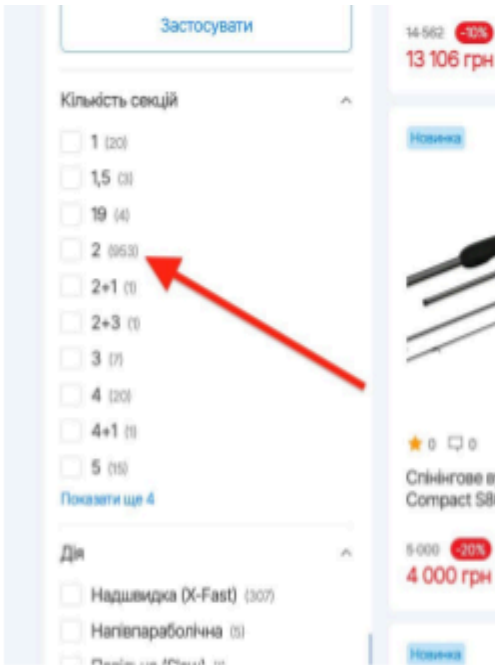 Застосувати
Кількість секцій
1 (20)
1,5 (3)
19 (4)
2 (953)
2+1 (1)
2+3 (1)
3 (7)
4 (20)
4+1 (1)
5 (15)
Показати ще 4
Дія
Надшвидка (X-Fast) (307)
Напівпараболічна (5)
14 562 -10%
13 106 грн
Новинка
0 0
Спінінгове в
Compact S8
5 000 -20%
4 000 грн
Новинка